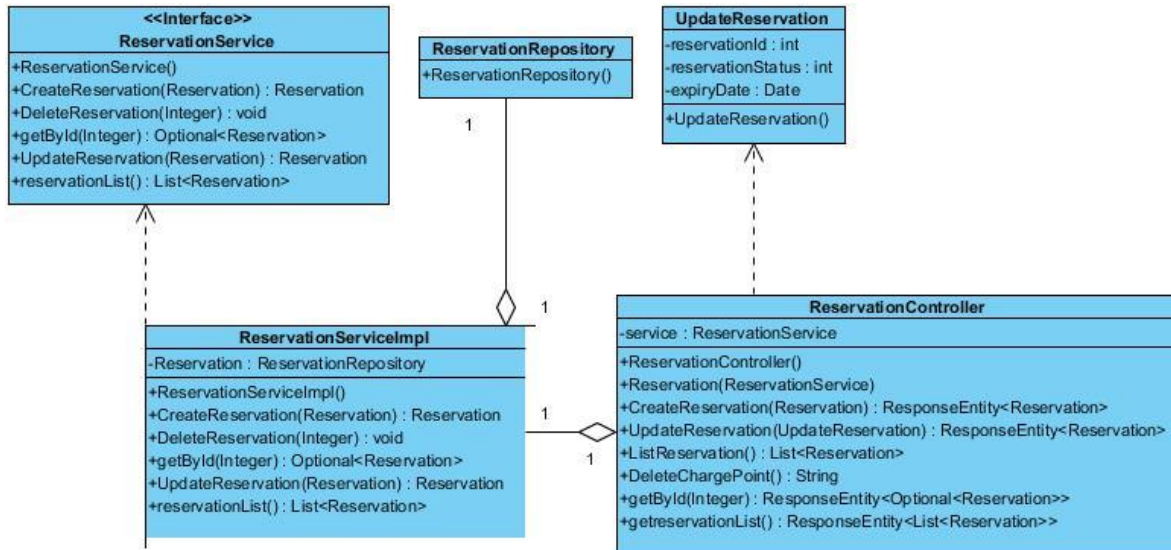 <<Interface>>
ReservationService
+ReservationService()
+CreateReservation(Reservation) : Reservation
+DeleteReservation(Integer) : void
+getById(Integer) : Optional<Reservation>
+UpdateReservation(Reservation) : Reservation
+reservationList() : List<Reservation>
ReservationRepository
+ReservationRepository()
1
UpdateReservation
-reservationId : int
-reservationStatus : int
-expiryDate : Date
+UpdateReservation()
1
ReservationServiceImpl
-Reservation : ReservationRepository
+ReservationServiceImpl()
+CreateReservation(Reservation) : Reservation
+DeleteReservation(Integer) : void
+getById(Integer) : Optional<Reservation>
+UpdateReservation(Reservation) : Reservation
+reservationList() : List<Reservation>
1
1
ReservationController
-service : ReservationService
+ReservationController()
+Reservation(ReservationService)
+CreateReservation(Reservation) : ResponseEntity<Reservation>
+UpdateReservation(UpdateReservation) : ResponseEntity<Reservation>
+ListReservation() : List<Reservation>
+DeleteChargePoint() : String
+getById(Integer) : ResponseEntity<Optional<Reservation>>
+getreservationList() : ResponseEntity<List<Reservation>>